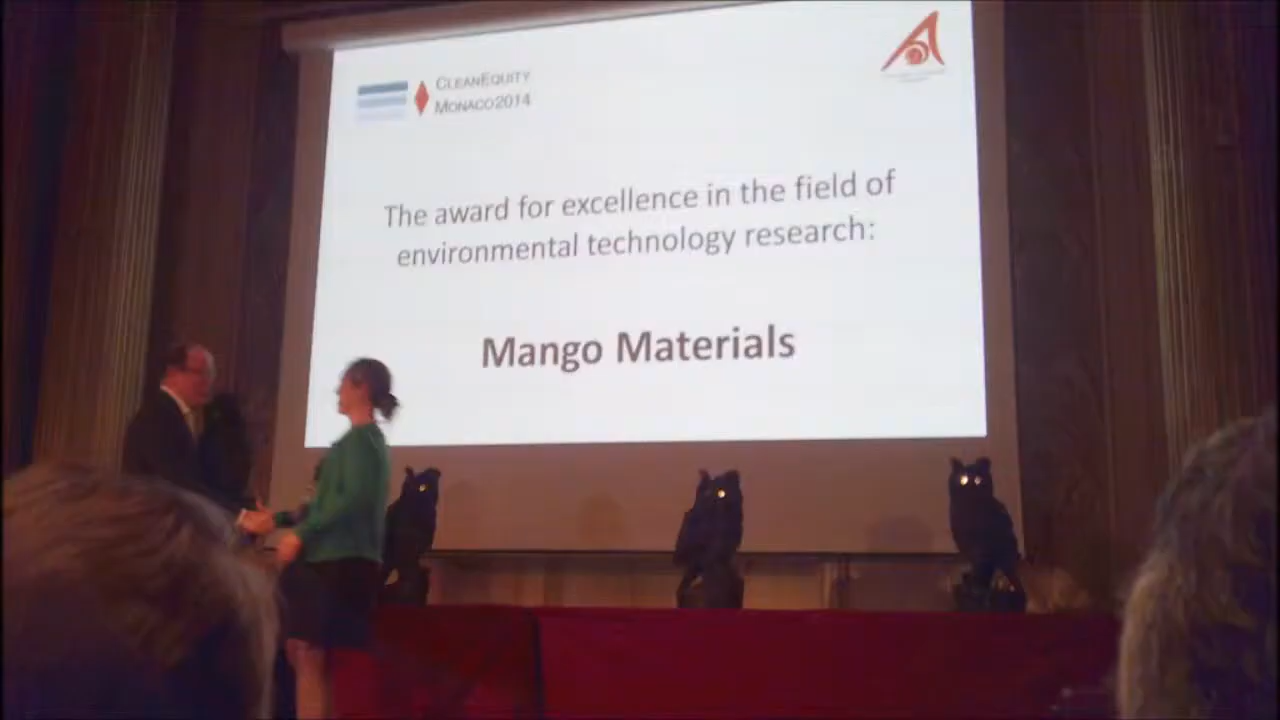 CLEANEQUITY
MONACO2014
The award for excellence in the field of
environmental technology research:
Mango Materials